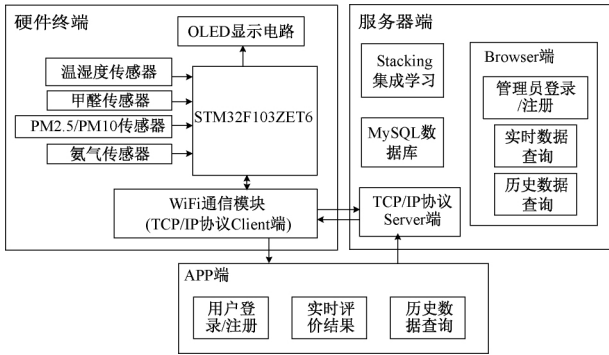 硬件终端
OLED显示电路
温湿度传感器
甲醛传感器
PM2.5/PM10传感器
氨气传感器
STM32F103ZET6
WiFi通信模块
(TCP/IP协议Client端)
服务器端
Stacking
集成学习
MySQL数
据库
TCP/IP协议
Server端
Browser端
管理员登录
/注册
实时数据
查询
历史数据
查询
APP端
用户登
录/注册
实时评
价结果
历史数
据查询